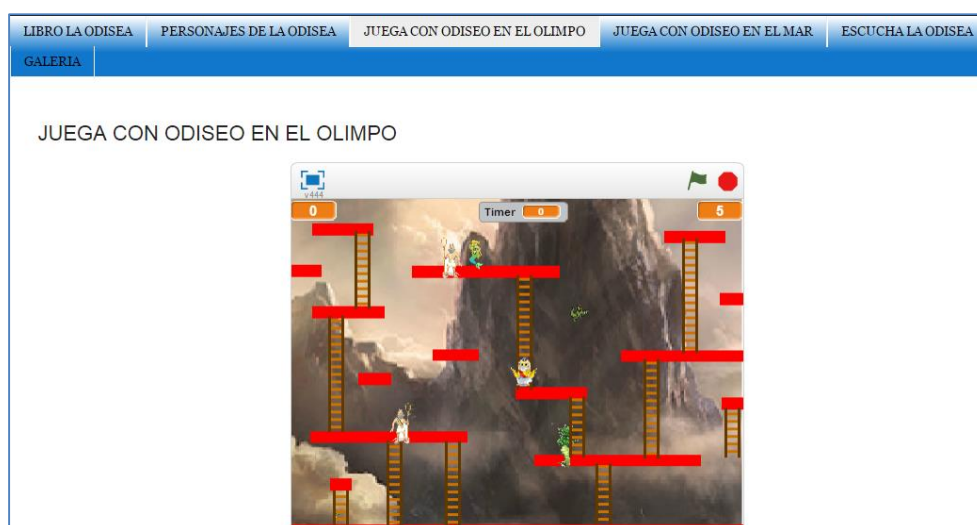 LIBRO LA ODISEA PERSONAJES DE LA ODISEA JUEGA CON ODISEO EN EL OLIMPO JUEGA CON ODISEO EN EL MAR ESCUCHA LA ODISEA
GALERIA
JUEGA CON ODISEO EN EL OLIMPO
v444
0 Timer 0 5